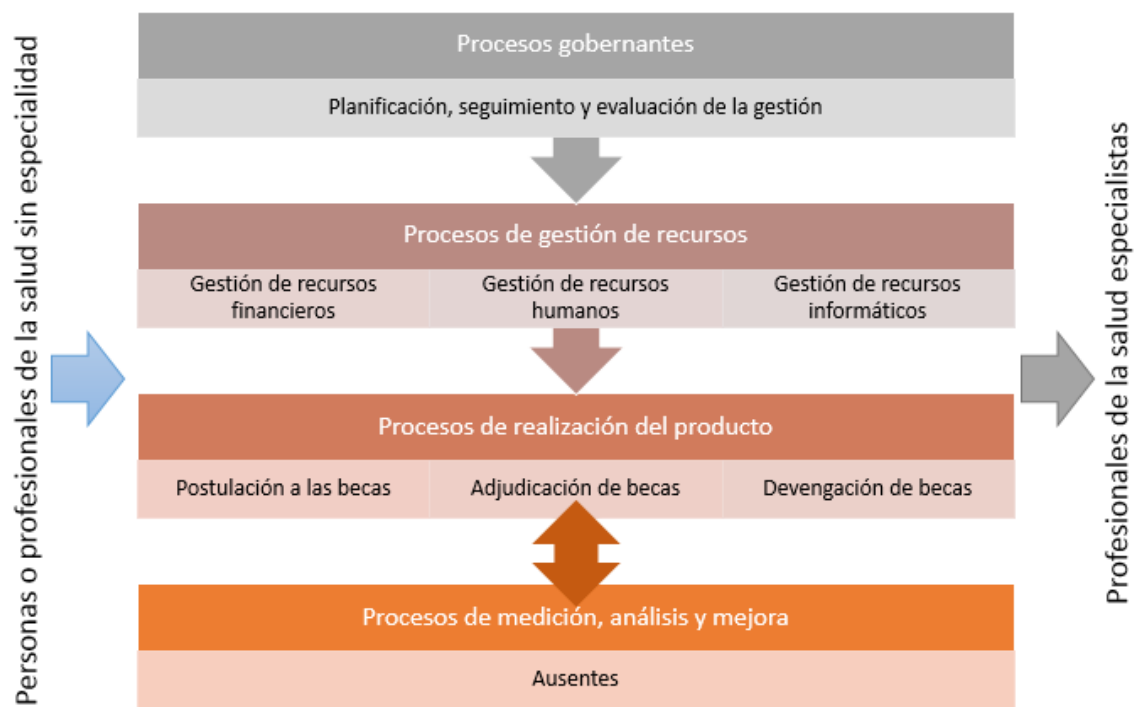 Personas o profesionales de la salud sin especialidad
Procesos gobernantes
Planificación, seguimiento y evaluación de la gestión
Procesos de gestión de recursos
Gestión de recursos
financieros
Gestión de recursos
humanos
Gestión de recursos
informáticos
Procesos de realización del producto
Postulación a las becas
Adjudicación de becas
Devengación de becas
Procesos de medición, análisis y mejora
Ausentes
Profesionales de la salud especialistas